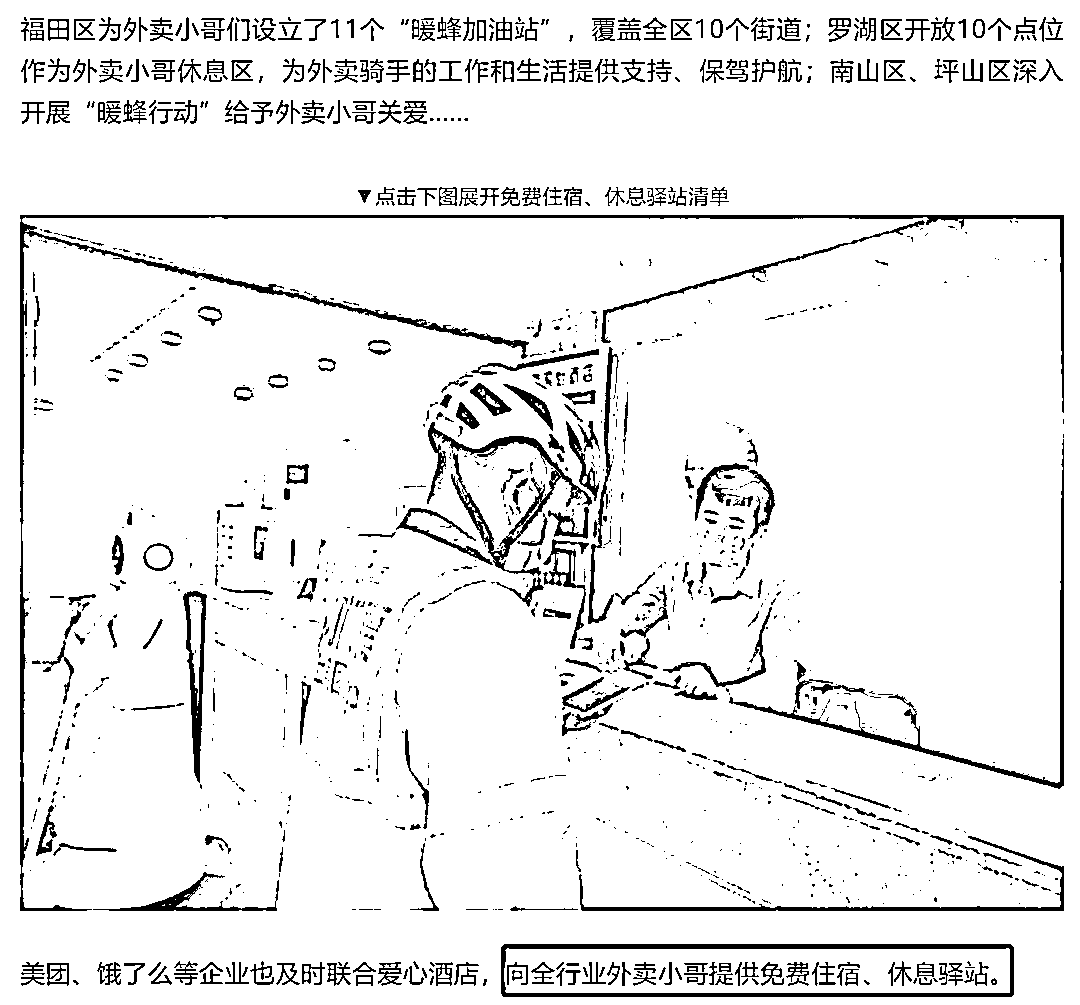 福田区为外卖小哥们设立了11个“暖蜂加油站”，覆盖全区10个街道；罗湖区开放10个点位
作为外卖小哥休息区，为外卖骑手的工作和生活提供支持、保驾护航；南山区、坪山区深入
开展“暖蜂行动”给予外卖小哥关爱……
▼点击下图展开免费住宿、休息驿站清单
美团、饿了么等企业也及时联合爱心酒店，向全行业外卖小哥提供免费住宿、休息驿站。